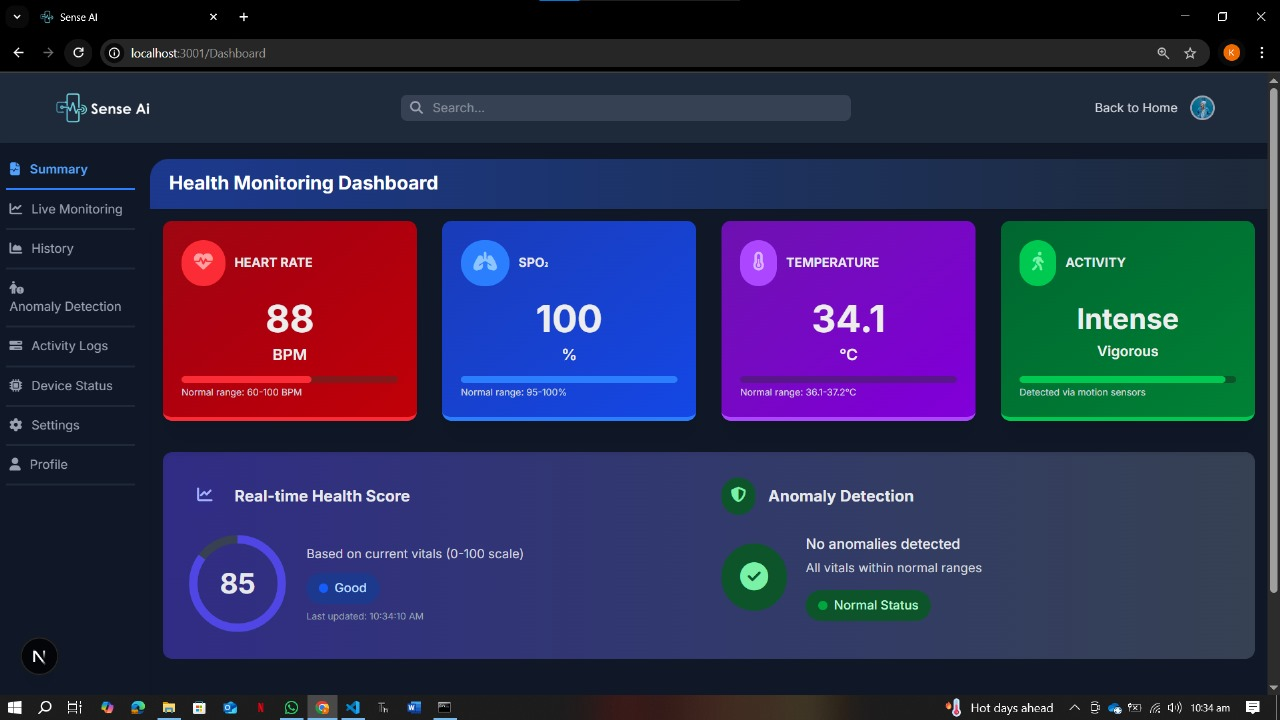 Sense AI
localhost:3001/Dashboard
K
Sense Ai
Search...
Back to Home
Summary
Live Monitoring
History
Anomaly Detection
Activity Logs
Device Status
Settings
Profile
Health Monitoring Dashboard
HEART RATE
88
BPM
Normal range: 60-100 BPM
SPO₂
100
%
Normal range: 95-100%
TEMPERATURE
34.1
°C
Normal range: 36.1-37.2°C
ACTIVITY
Intense
Vigorous
Detected via motion sensors
Real-time Health Score
85
Based on current vitals (0-100 scale)
Good
Last updated: 10:34:10 AM
Anomaly Detection
No anomalies detected
All vitals within normal ranges
Normal Status
N
Hot days ahead
10:34 am